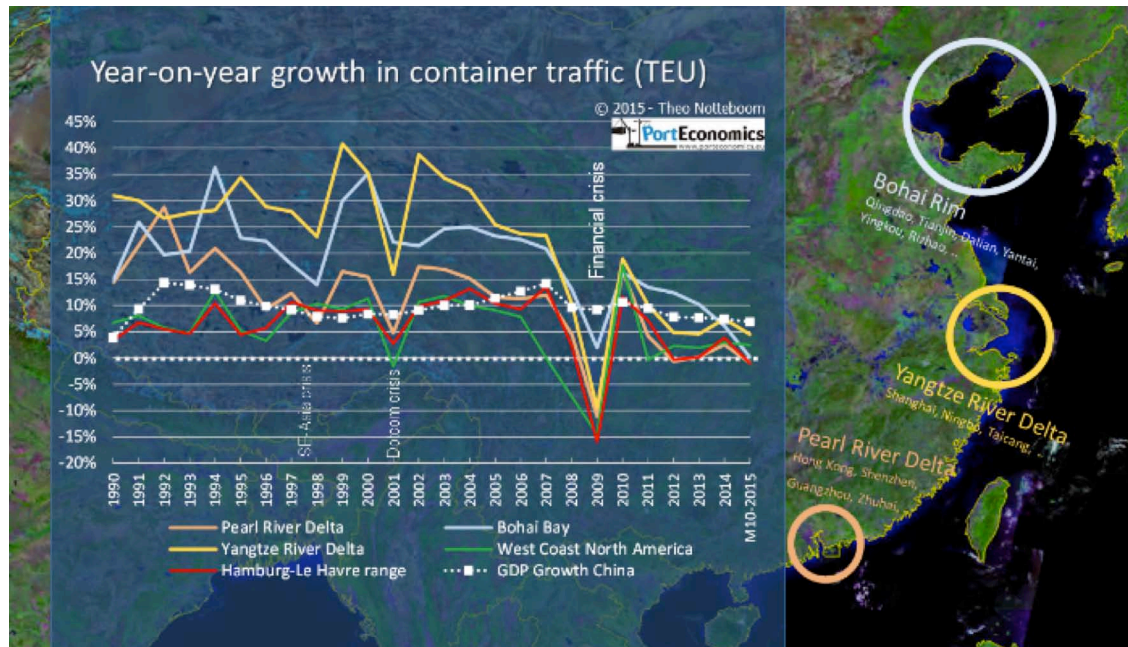 Year-on-year growth in container traffic (TEU)
© 2015 - Theo Notteboom
PortEconomics
www.porteconomics.eu
45%
40%
35%
30%
25%
20%
15%
10%
5%
0%
-5%
-10%
-15%
-20%
SE-Asia crisis
Dotcom crisis
Financial crisis
1990
1991
1992
1993
1994
1995
1996
1997
1998
1999
2000
2001
2002
2003
2004
2005
2006
2007
2008
2009
2010
2011
2012
2013
2014
M10-2015
Pearl River Delta
Bohai Bay
Yangtze River Delta
West Coast North America
Hamburg-Le Havre range
GDP Growth China
Bohai Rim
Qingdao, Tianjin, Dalian, Yantai,
Yingkou, Rizhao, ..
Yangtze River Delta
Shanghai, Ningbo, Taicang, ..
Pearl River Delta
Hong Kong, Shenzhen,
Guangzhou, Zhuhai,